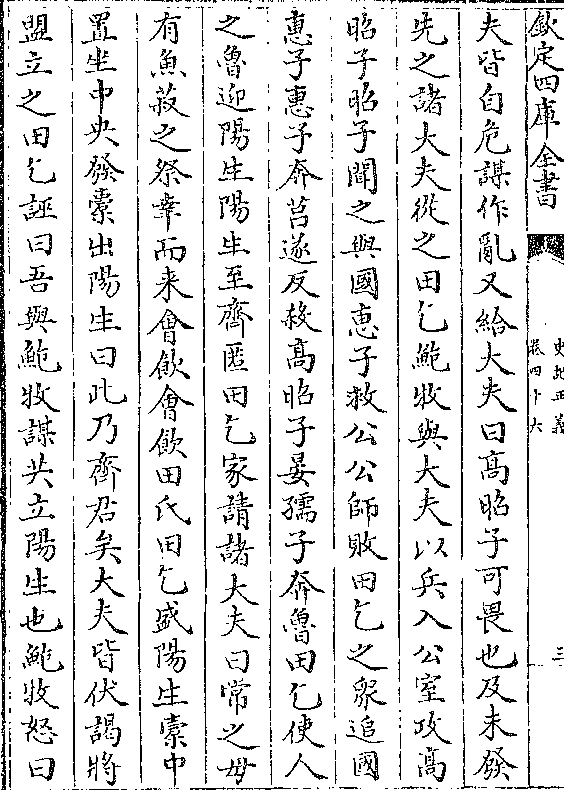 欽定四庫全書
史記正義
卷四十六
三
夫皆自危謀作亂又紿大夫曰髙昭子可畏也及未發
先之諸大夫從之田乞鮑牧與大夫以兵入公室攻髙
昭子昭子聞之與國惠子救公公師敗田乞之衆追國
惠子惠子奔莒遂反殺髙昭子晏孺子奔魯田乞使人
之魯迎陽生陽生至齊匿田乞家請諸大夫曰常之母
有魚菽之祭幸而来會飲會飲田氏田乞盛陽生橐中
置坐中央發橐出陽生曰此乃齊君矣大夫皆伏謁將
盟立之田乞誣曰吾與鮑牧謀共立陽生也鮑牧怒曰